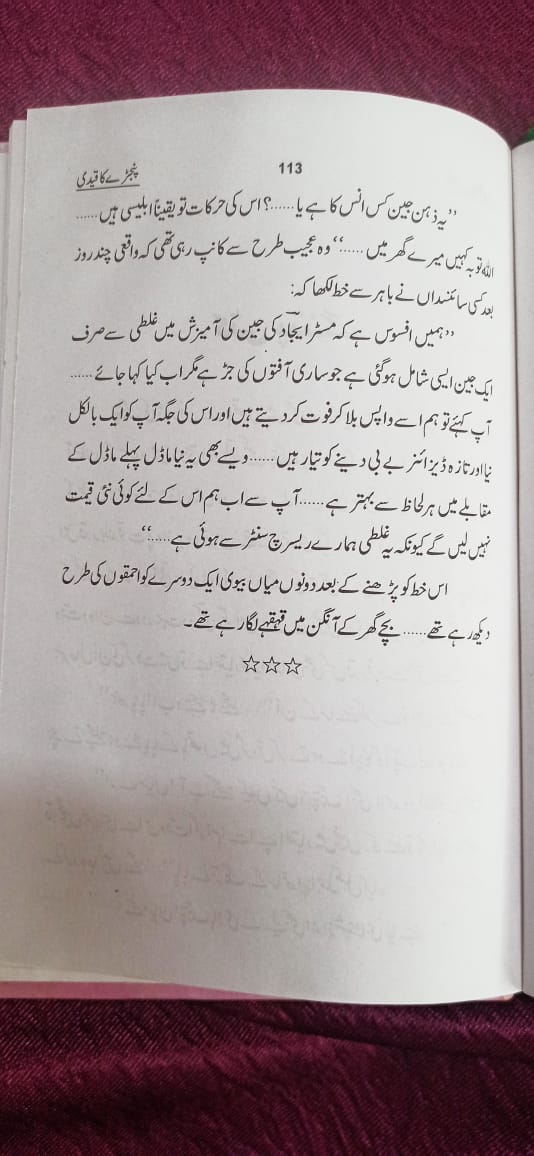 113
پنجرے کا قیدی
’’یہ ذہن جین کس انس کا ہے یا......؟ اس کی حرکات تو یقیناً ابلیسی ہیں......
اللہ توبہ کہیں میرے گھر میں......‘‘ وہ عجیب طرح سے کانپ رہی تھی کہ واقعی چند روز
بعد کسی سائنسداں نے باہر سے خط لکھا کہ:
’’ہمیں افسوس ہے کہ مسٹر ایجاد کی جین کی آمیزش میں غلطی سے صرف
ایک جین ایسی شامل ہوگئی ہے جو ساری آفتوں کی جڑ ہے مگر اب کیا کہا جائے......
آپ کہئے تو ہم اسے واپس بلا کر فوت کر دیتے ہیں اور اس کی جگہ آپ کو ایک بالکل
نیا اور تازہ ڈیزائنر بے بی دینے کو تیار ہیں......ویسے بھی یہ نیا ماڈل پہلے ماڈل کے
مقابلے میں ہر لحاظ سے بہتر ہے......آپ سے اب ہم اس کے لئے کوئی نئی قیمت
نہیں لیں گے کیونکہ یہ غلطی ہمارے ریسرچ سنٹر سے ہوئی ہے.....‘‘
اس خط کو پڑھنے کے بعد دونوں میاں بیوی ایک دوسرے کو احمقوں کی طرح
دیکھ رہے تھے......بچے گھر کے آنگن میں قہقہے لگا رہے تھے۔
☆☆☆